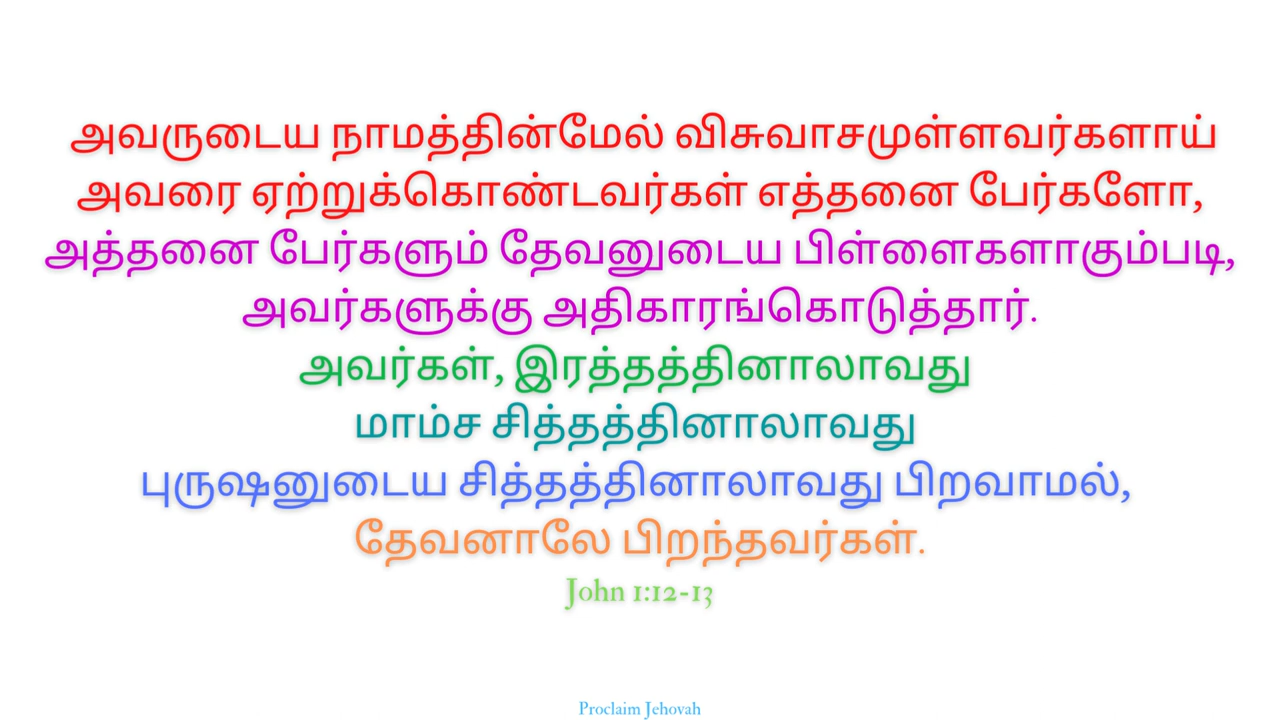 அவருடைய நாமத்தின்மேல் விசுவாசமுள்ளவர்களாய்
அவரை ஏற்றுக்கொண்டவர்கள் எத்தனை பேர்களோ,
அத்தனை பேர்களும் தேவனுடைய பிள்ளைகளாகும்படி,
அவர்களுக்கு அதிகாரங்கொடுத்தார்.
அவர்கள், இரத்தத்தினாலாவது
மாம்ச சித்தத்தினாலாவது
புருஷனுடைய சித்தத்தினாலாவது பிறவாமல்,
தேவனாலே பிறந்தவர்கள்.
John 1:12-13
Proclaim Jehovah